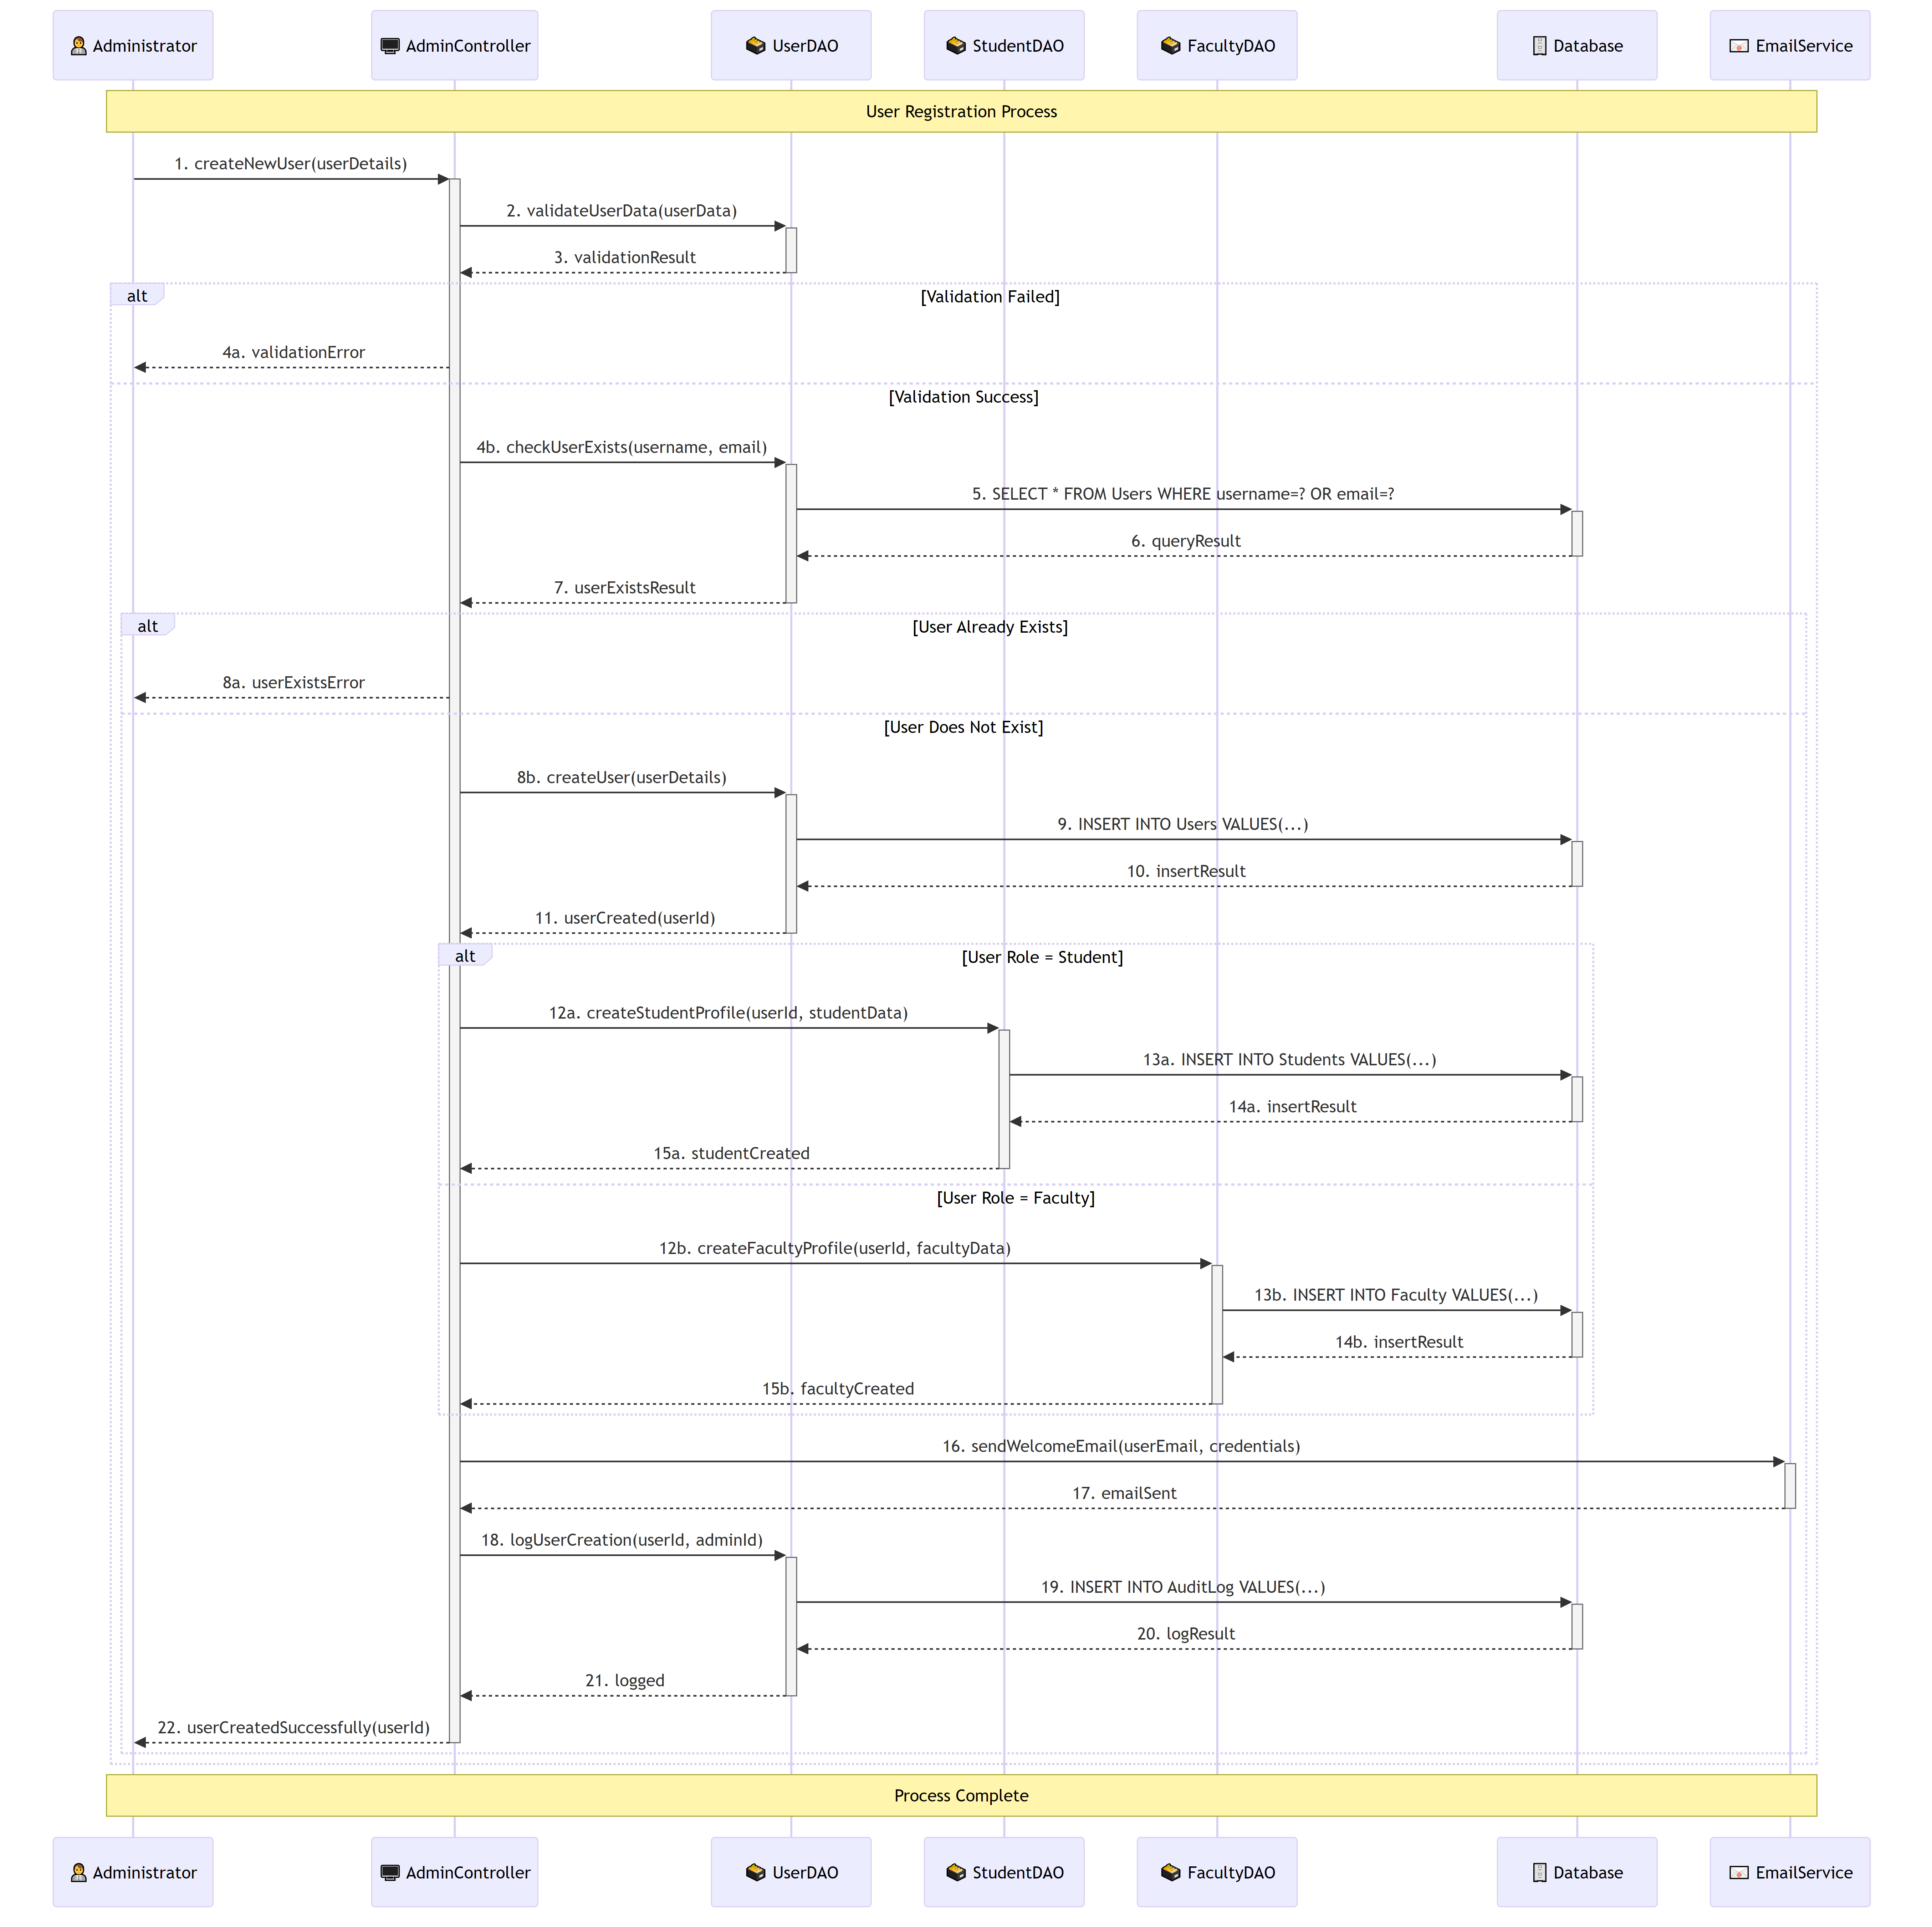 Administrator
AdminController
UserDAO
StudentDAO
FacultyDAO
Database
EmailService
User Registration Process
1. createNewUser(userDetails)
2. validateUserData(userData)
3. validationResult
alt
[Validation Failed]
4a. validationError
[Validation Success]
4b. checkUserExists(username, email)
5. SELECT * FROM Users WHERE username=? OR email=?
6. queryResult
7. userExistsResult
alt
[User Already Exists]
8a. userExistsError
[User Does Not Exist]
8b. createUser(userDetails)
9. INSERT INTO Users VALUES(...)
10. insertResult
11. userCreated(userId)
alt
[User Role = Student]
12a. createStudentProfile(userId, studentData)
13a. INSERT INTO Students VALUES(...)
14a. insertResult
15a. studentCreated
[User Role = Faculty]
12b. createFacultyProfile(userId, facultyData)
13b. INSERT INTO Faculty VALUES(...)
14b. insertResult
15b. facultyCreated
16. sendWelcomeEmail(userEmail, credentials)
17. emailSent
18. logUserCreation(userId, adminId)
19. INSERT INTO AuditLog VALUES(...)
20. logResult
21. logged
22. userCreatedSuccessfully(userId)
Process Complete
Administrator
AdminController
UserDAO
StudentDAO
FacultyDAO
Database
EmailService